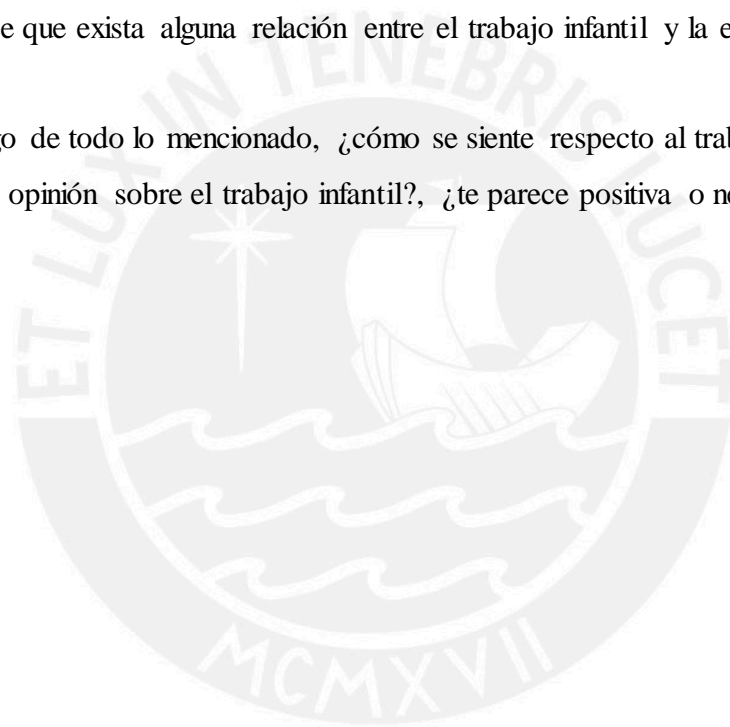 e que exista alguna relación entre el trabajo infantil y la e
go de todo lo mencionado, ¿cómo se siente respecto al trab
opinión sobre el trabajo infantil?, ¿te parece positiva o ne
ET LUX IN TENEBRIS LUCET
MCMXVII